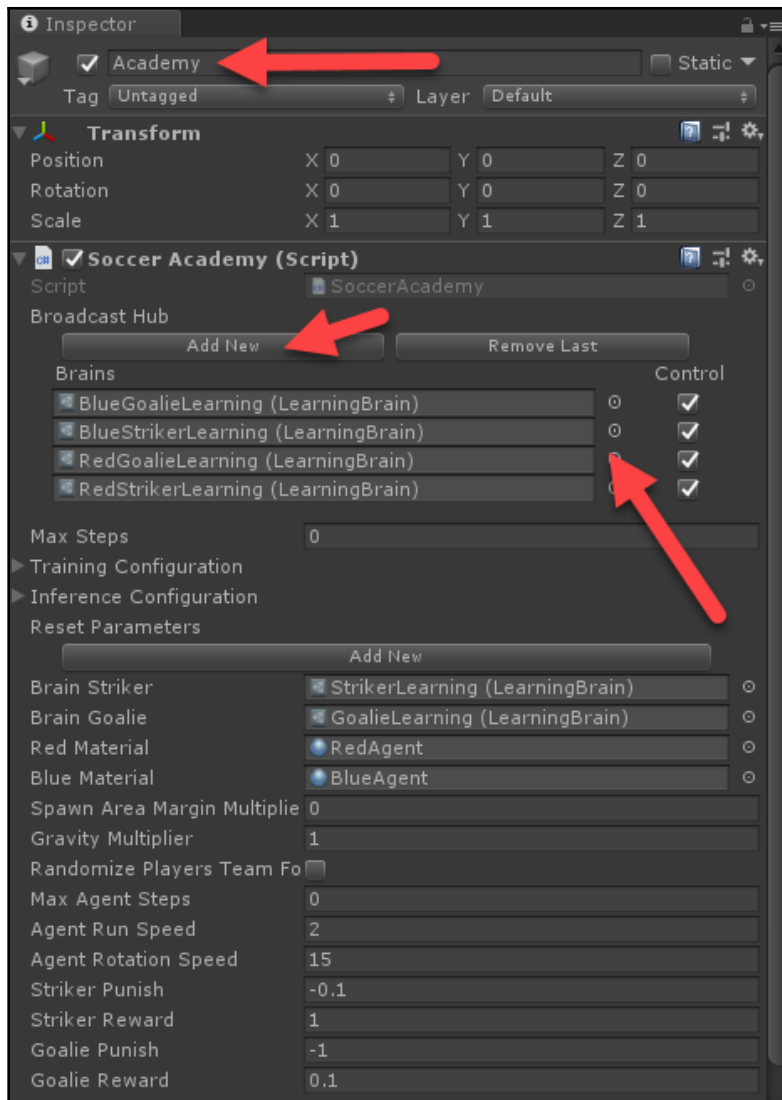 Inspector
Academy Static
Tag Untagged Layer Default
Transform
Position X 0 Y 0 Z 0
Rotation X 0 Y 0 Z 0
Scale X 1 Y 1 Z 1
c# Soccer Academy (Script)
Script SoccerAcademy
Broadcast Hub
Add New Remove Last
Brains Control
BlueGoalieLearning (LearningBrain)
BlueStrikerLearning (LearningBrain)
RedGoalieLearning (LearningBrain)
RedStrikerLearning (LearningBrain)
Max Steps 0
Training Configuration
Inference Configuration
Reset Parameters
Add New
Brain Striker StrikerLearning (LearningBrain)
Brain Goalie GoalieLearning (LearningBrain)
Red Material RedAgent
Blue Material BlueAgent
Spawn Area Margin Multiplie 0
Gravity Multiplier 1
Randomize Players Team Fo
Max Agent Steps 0
Agent Run Speed 2
Agent Rotation Speed 15
Striker Punish -0.1
Striker Reward 1
Goalie Punish -1
Goalie Reward 0.1